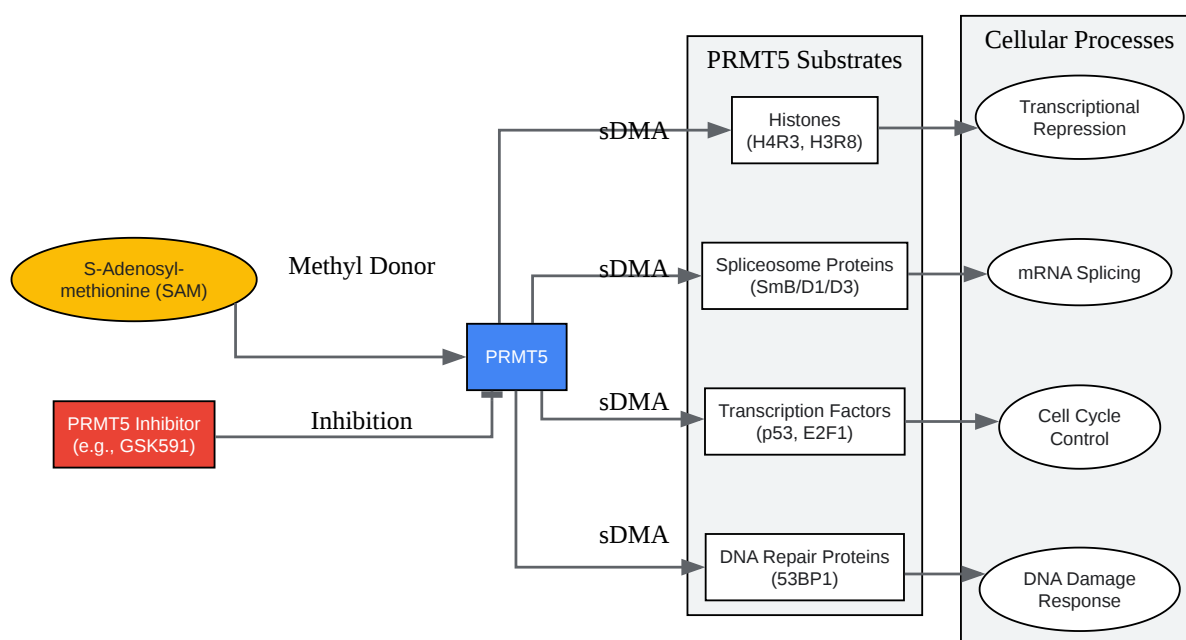 Cellular Processes
PRMT5 Substrates
sDMA
Histones
(H4R3, H3R8)
Transcriptional
Repression
S-Adenosyl-
methionine (SAM)
Methyl Donor
sDMA
Spliceosome Proteins
(SmB/D1/D3)
mRNA Splicing
PRMT5
PRMT5 Inhibitor
(e.g., GSK591)
Inhibition
sDMA
Transcription Factors
(p53, E2F1)
Cell Cycle
Control
sDMA
DNA Repair Proteins
(53BP1)
DNA Damage
Response